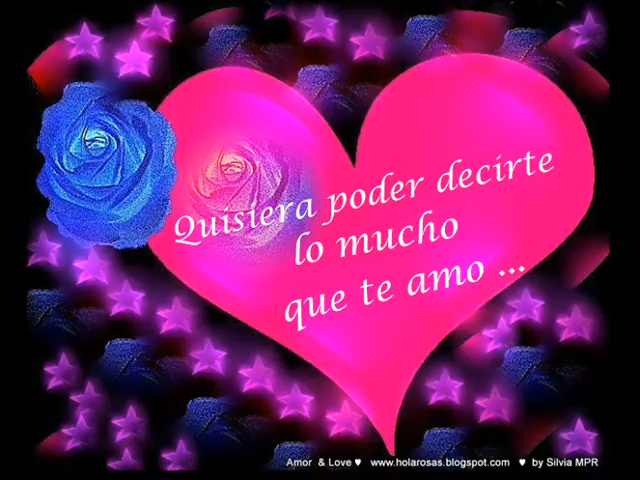 Quisiera poder decirte
lo mucho
que te amo ...
Amor & Love ♥ www.holarosas.blogspot.com ♥ by Silvia MPR